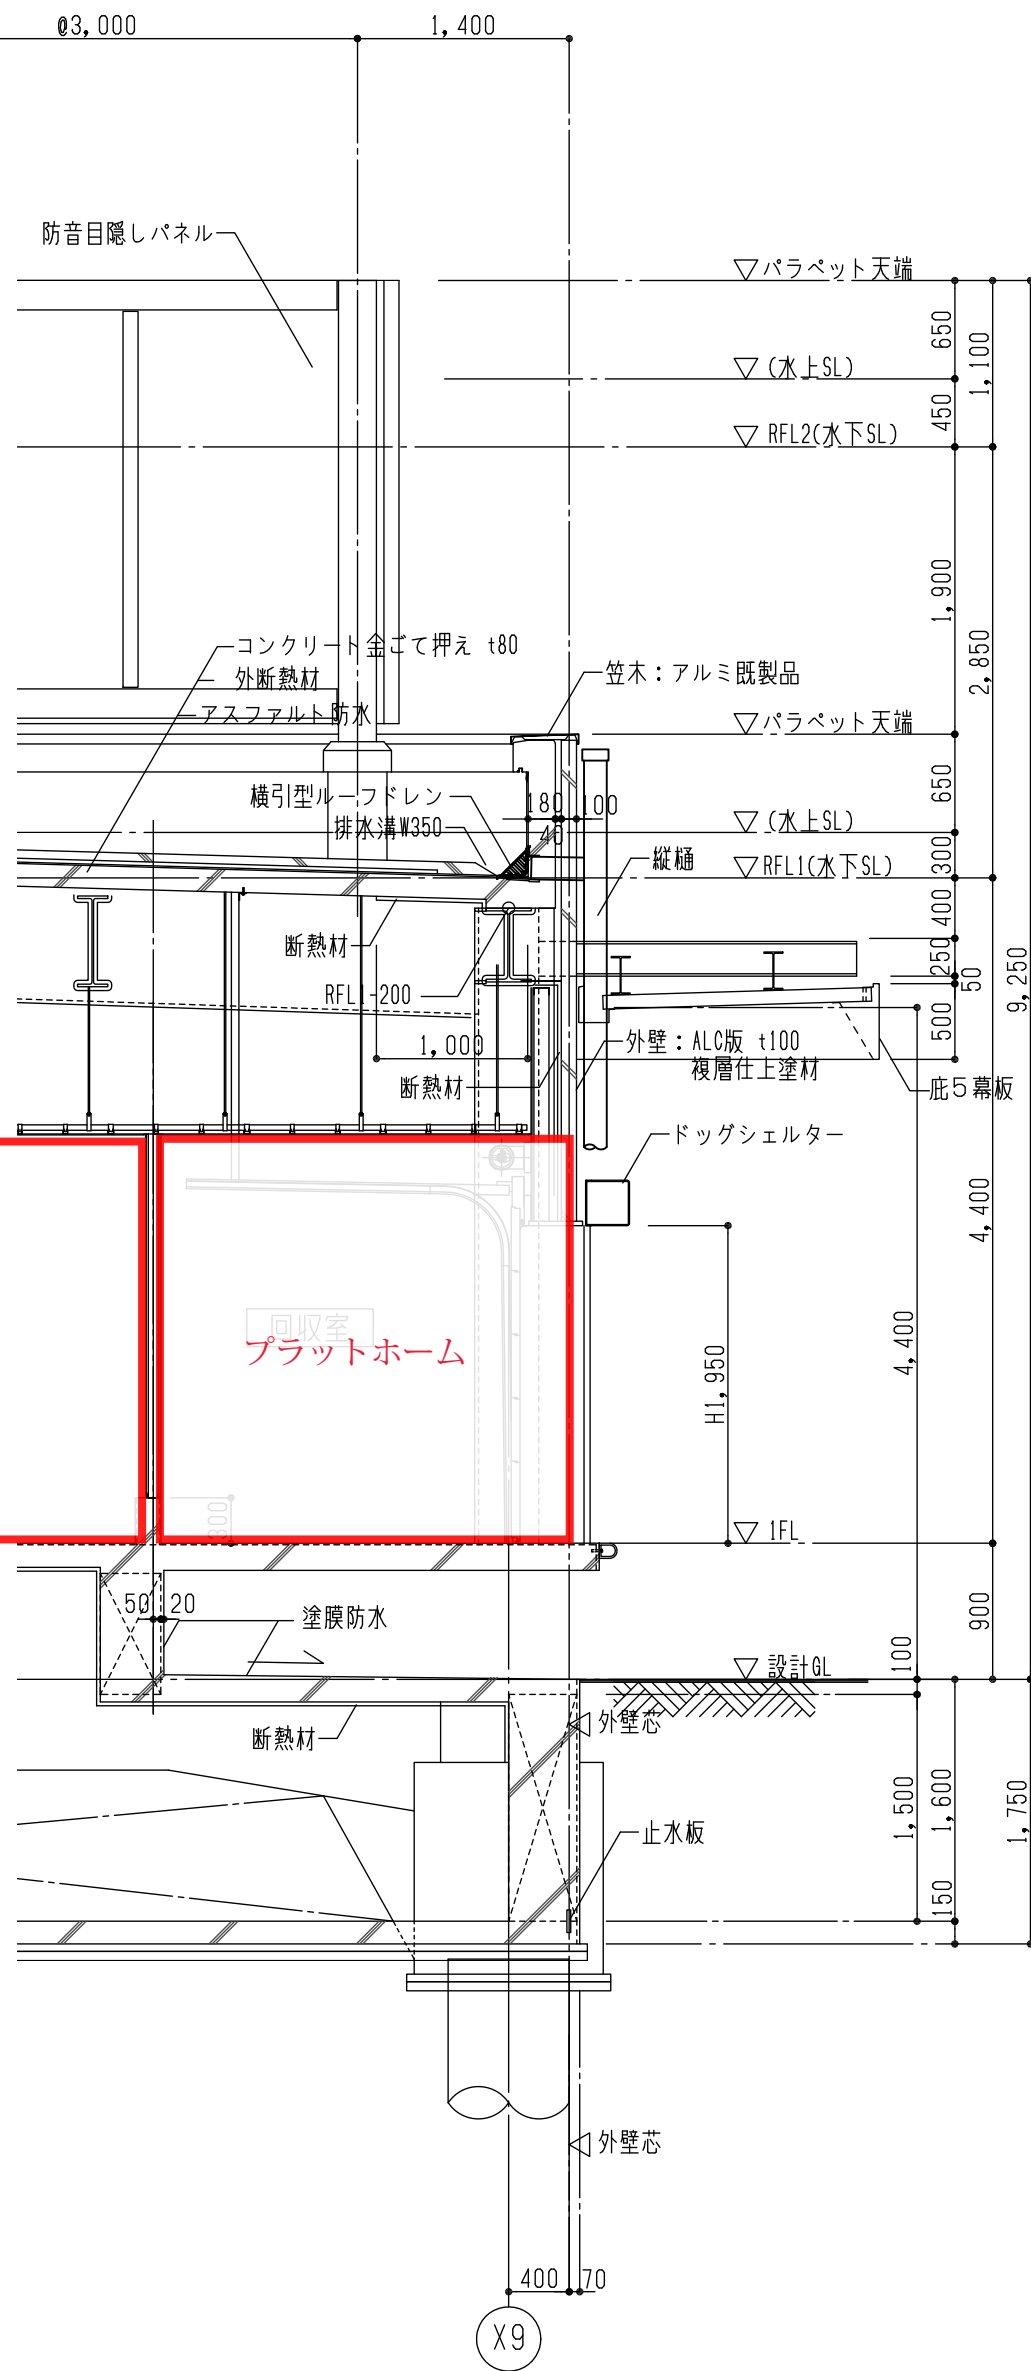 @3,000
1,400
防音目隠しパネル
▽パラペット天端
650
1,100
▽(水上SL)
450
▽ RFL2(水下SL)
1,900
2,850
コンクリート金ごて押え t80
外断熱材
アスファルト防水
笠木：アルミ既製品
▽パラペット天端
横引型ルーフドレン
排水溝W350
180
100
40
650
▽(水上SL)
縦樋
▽RFL1(水下SL)
300
400
断熱材
RFL1-200
250
50
9,250
1,000
外壁：ALC版 t100
複層仕上塗材
500
断熱材
庇5幕板
ドッグシェルター
4,400
回収室
プラットホーム
H1,950
4,400
300
▽ 1FL
50
20
塗膜防水
900
100
▽ 設計GL
断熱材
外壁芯
1,500
1,600
1,750
止水板
150
外壁芯
400
70
X9